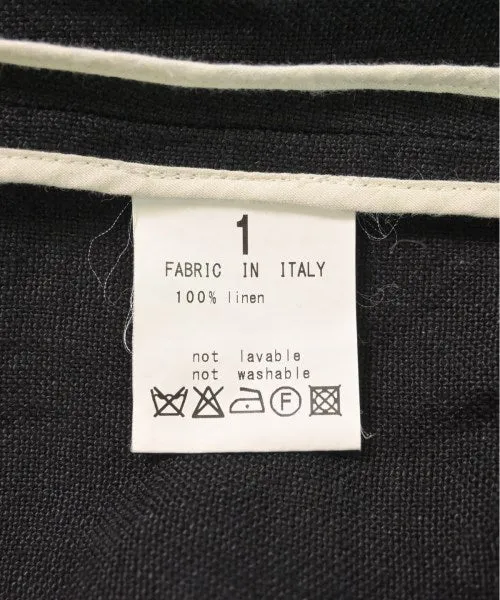 1
FABRIC IN ITALY
100% linen
not lavable
not washable
F